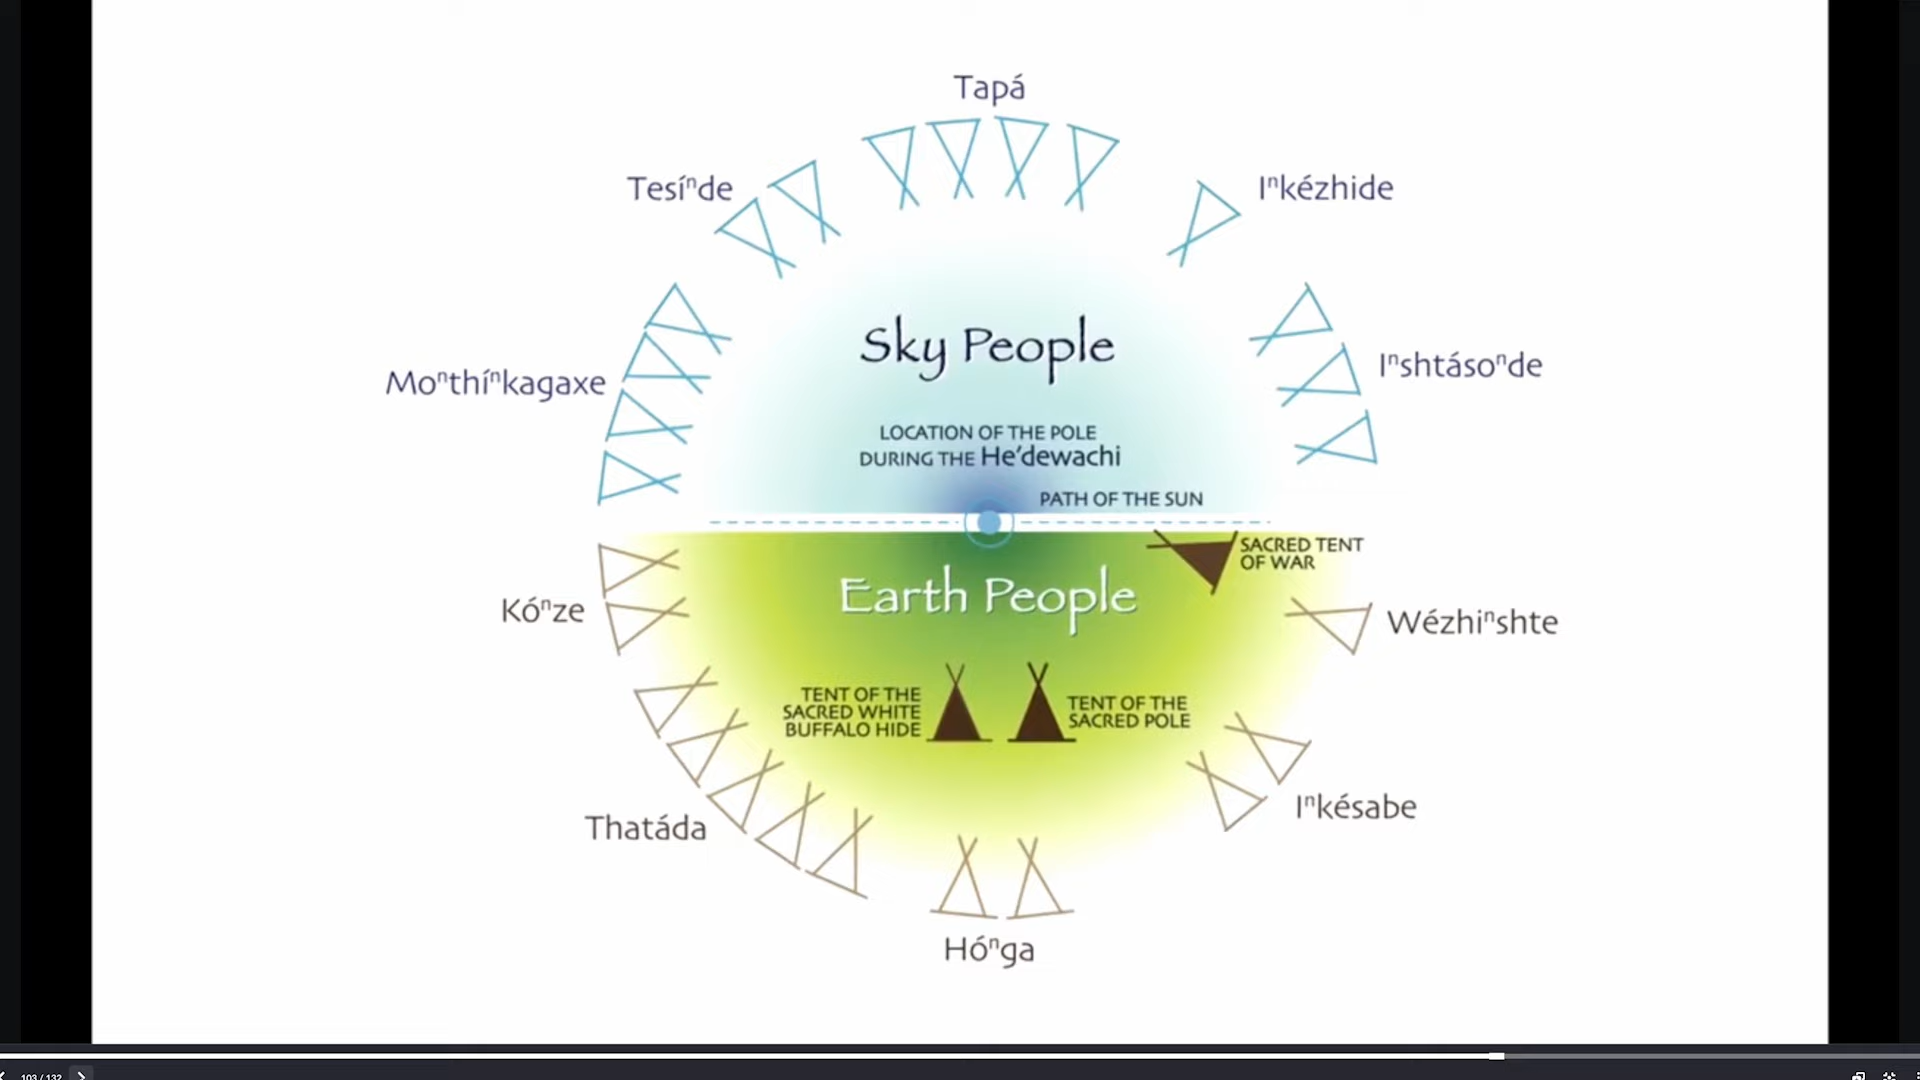 Tapá
Tesíⁿde
Iⁿkézhide
Sky People
Moⁿthíⁿkagaxe
Iⁿshtásoⁿde
LOCATION OF THE POLE
DURING THE He'dewachi
PATH OF THE SUN
SACRED TENT
OF WAR
Earth People
Kóⁿze
Wézhiⁿshte
TENT OF THE
SACRED WHITE
BUFFALO HIDE
TENT OF THE
SACRED POLE
Iⁿkésabe
Thatáda
Hóⁿga
103 / 132